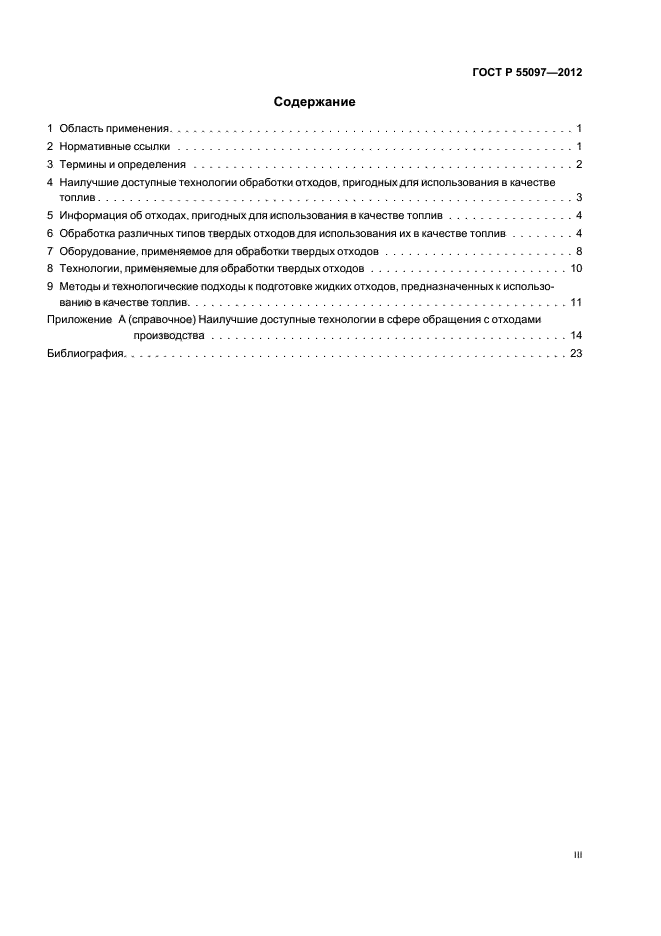 ГОСТ Р 55097—2012
Содержание
1 Область применения. . . . . . . . . . . . . . . . . . . . . . . . . . . . . . . . . . . . . . . . 1
2 Нормативные ссылки . . . . . . . . . . . . . . . . . . . . . . . . . . . . . . . . . . . . . . . . 1
3 Термины и определения . . . . . . . . . . . . . . . . . . . . . . . . . . . . . . . . . . . . . . 2
4 Наилучшие доступные технологии обработки отходов, пригодных для использования в качестве
топлив . . . . . . . . . . . . . . . . . . . . . . . . . . . . . . . . . . . . . . . . . . . . . . . 3
5 Информация об отходах, пригодных для использования в качестве топлив . . . . . . . . . . . . . 4
6 Обработка различных типов твердых отходов для использования их в качестве топлив . . . . . . . 4
7 Оборудование, применяемое для обработки твердых отходов . . . . . . . . . . . . . . . . . . . 8
8 Технологии, применяемые для обработки твердых отходов . . . . . . . . . . . . . . . . . . . . 10
9 Методы и технологические подходы к подготовке жидких отходов, предназначенных к использо-
ванию в качестве топлив. . . . . . . . . . . . . . . . . . . . . . . . . . . . . . . . . . . . . . 11
Приложение А (справочное) Наилучшие доступные технологии в сфере обращения с отходами
производства . . . . . . . . . . . . . . . . . . . . . . . . . . . . . . . . . . . . 14
Библиография. . . . . . . . . . . . . . . . . . . . . . . . . . . . . . . . . . . . . . . . . . . . 23
III